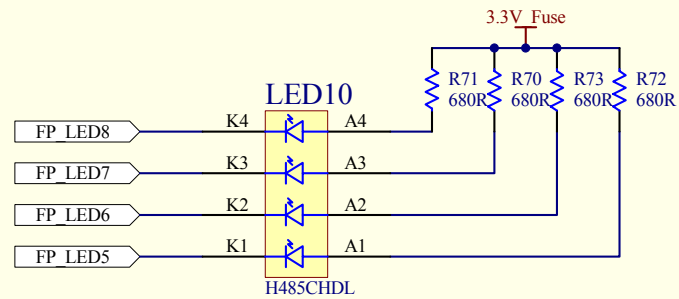 3.3V_Fuse
R71 R70 R73 R72
680R 680R 680R 680R
LED10
FP_LED8 K4 A4
FP_LED7 K3 A3
FP_LED6 K2 A2
FP_LED5 K1 A1
H485CHDL